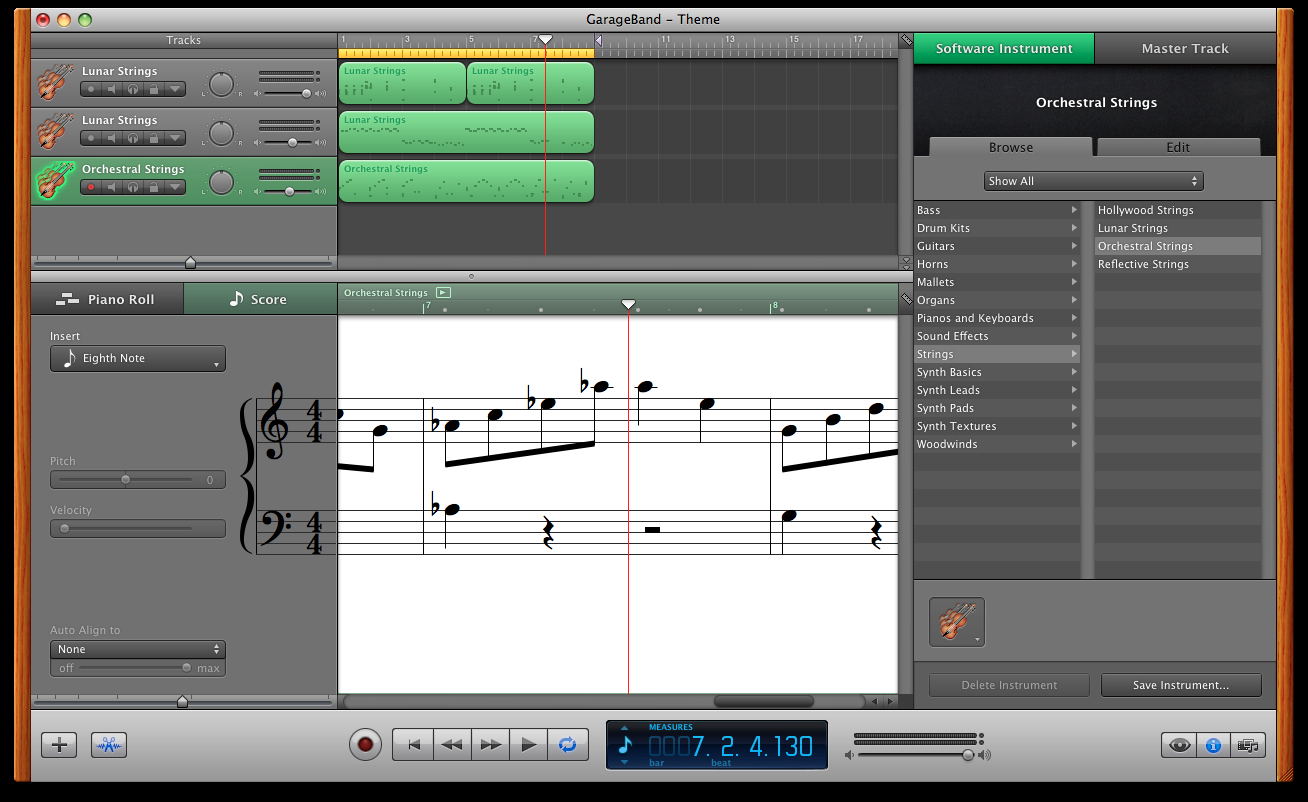 GarageBand – Theme
Tracks
1 3 5 7 11 13 15 17
Software Instrument Master Track
Lunar Strings
L R
Lunar Strings Lunar Strings
Orchestral Strings
Lunar Strings
L R
Lunar Strings
Browse Edit
Orchestral Strings
L R
Orchestral Strings
Show All
Bass
Drum Kits
Guitars
Horns
Mallets
Organs
Pianos and Keyboards
Sound Effects
Strings
Synth Basics
Synth Leads
Synth Pads
Synth Textures
Woodwinds
Hollywood Strings
Lunar Strings
Orchestral Strings
Reflective Strings
Piano Roll Score
Orchestral Strings
7 8
Insert
Eighth Note
4
4
Pitch
0
Velocity
4
4
Auto Align to
None
off max
Delete Instrument Save Instrument...
MEASURES
0007. 2. 4.130
bar beat